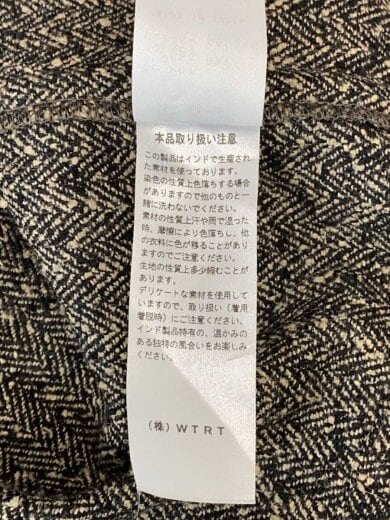 本品取り扱い注意
この製品はインドで生産され
た素材を使っております。
染色の性質上色落ちする場合
がありますので他のものと一
緒に洗わないでください。
素材の性質上汗や雨で湿った
時、摩擦により色落ちし、他
の衣料に色が移ることがあり
ますのでご注意ください。
生地の性質上多少縮むことが
あります。
デリケートな素材を使用して
いますので、取り扱い（着用
着脱時）にご注意ください。
インド製品特有の、温かみの
ある独特の風合いをお楽しみ
ください。
（株）ＷＴＲＴ